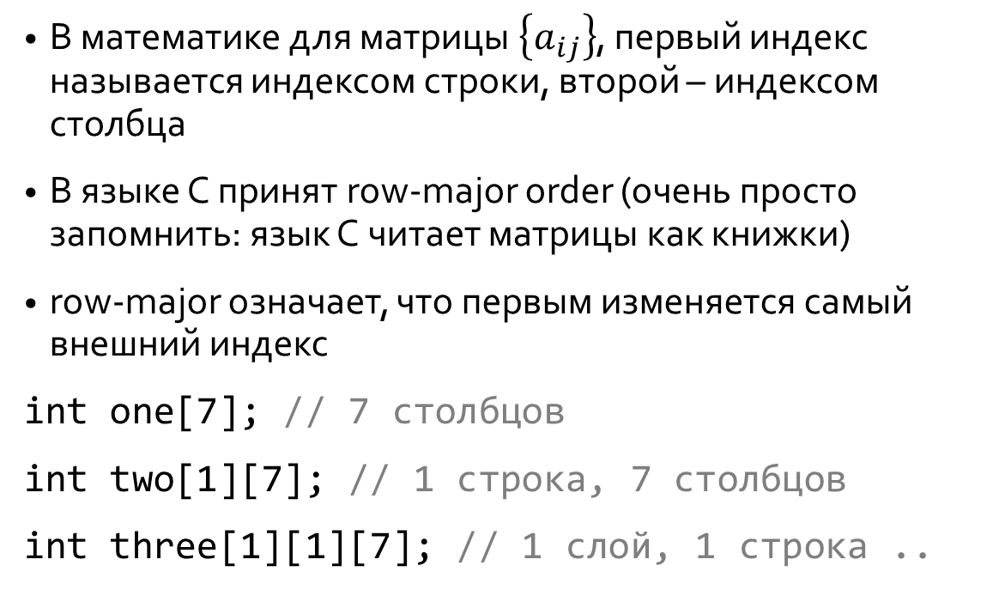 • В математике для матрицы {a_ij}, первый индекс
называется индексом строки, второй – индексом
столбца
• В языке C принят row-major order (очень просто
запомнить: язык C читает матрицы как книжки)
• row-major означает, что первым изменяется самый
внешний индекс
int one[7]; // 7 столбцов
int two[1][7]; // 1 строка, 7 столбцов
int three[1][1][7]; // 1 слой, 1 строка ..